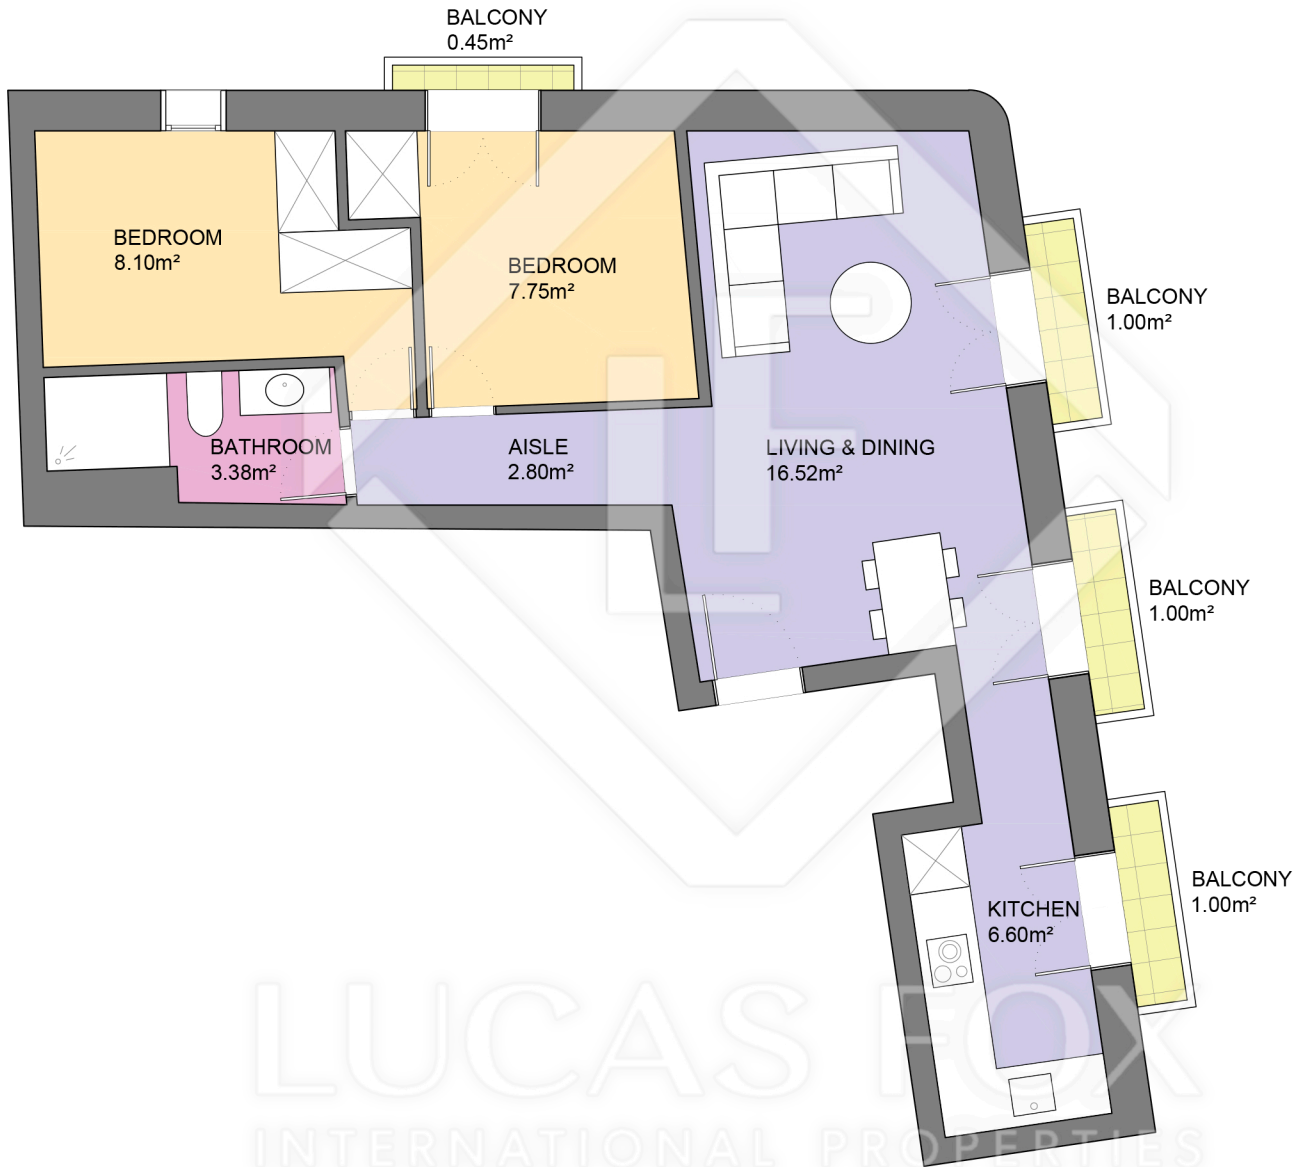 BALCONY
0.45m²
BEDROOM
8.10m²
BEDROOM
7.75m²
BALCONY
1.00m²
BATHROOM
3.38m²
AISLE
2.80m²
LIVING & DINING
16.52m²
BALCONY
1.00m²
BALCONY
1.00m²
KITCHEN
6.60m²
LUCAS FOX
INTERNATIONAL PROPERTIES